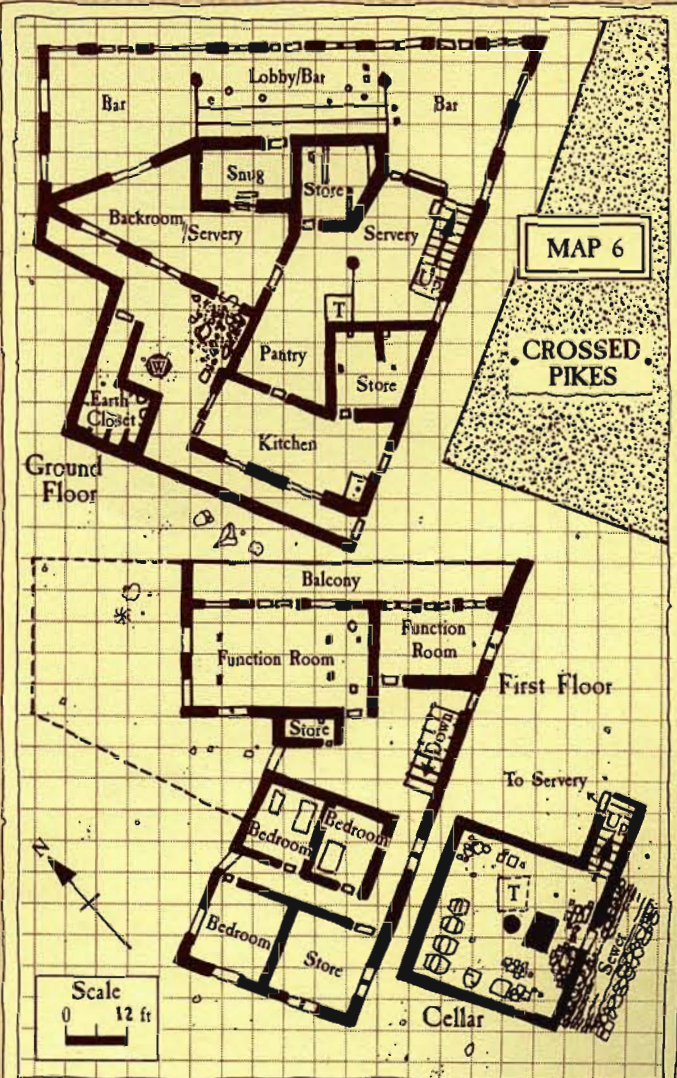 Lobby/Bar
Bar
Bar
Snug
Store
Backroom
/Servery
Servery
UP
MAP 6
T
CROSSED
PIKES
Pantry
Store
W
Earth
Closet
Kitchen
Ground
Floor
Balcony
Function Room
Function
Room
First Floor
Store
Down
To Servery
UP
Bedroom
Bedroom
N
T
Bedroom
Store
Sewer
Scale
0 12 ft
Cellar